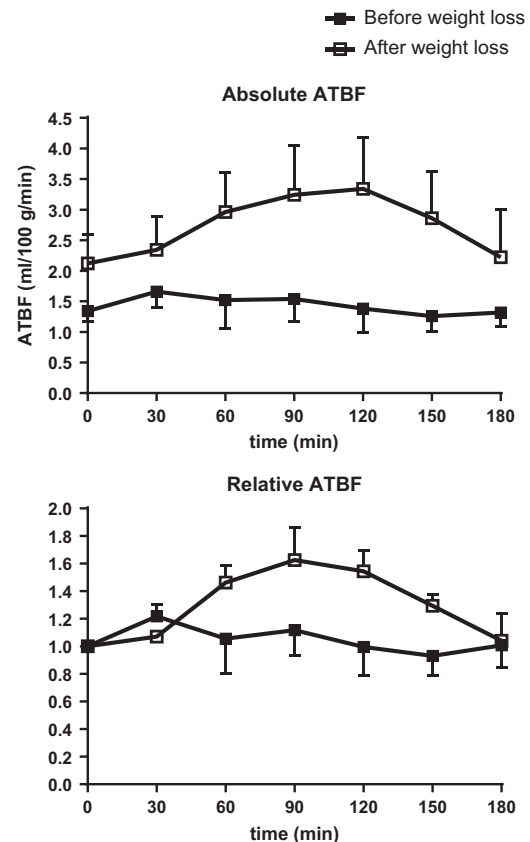 Before weight loss
After weight loss
Absolute ATBF
4.5
4.0
3.5
3.0
2.5
2.0
1.5
1.0
0.5
0.0
ATBF (ml/100 g/min)
0 30 60 90 120 150 180
time (min)
Relative ATBF
2.0
1.8
1.6
1.4
1.2
1.0
0.8
0.6
0.4
0.2
0.0
0 30 60 90 120 150 180
time (min)